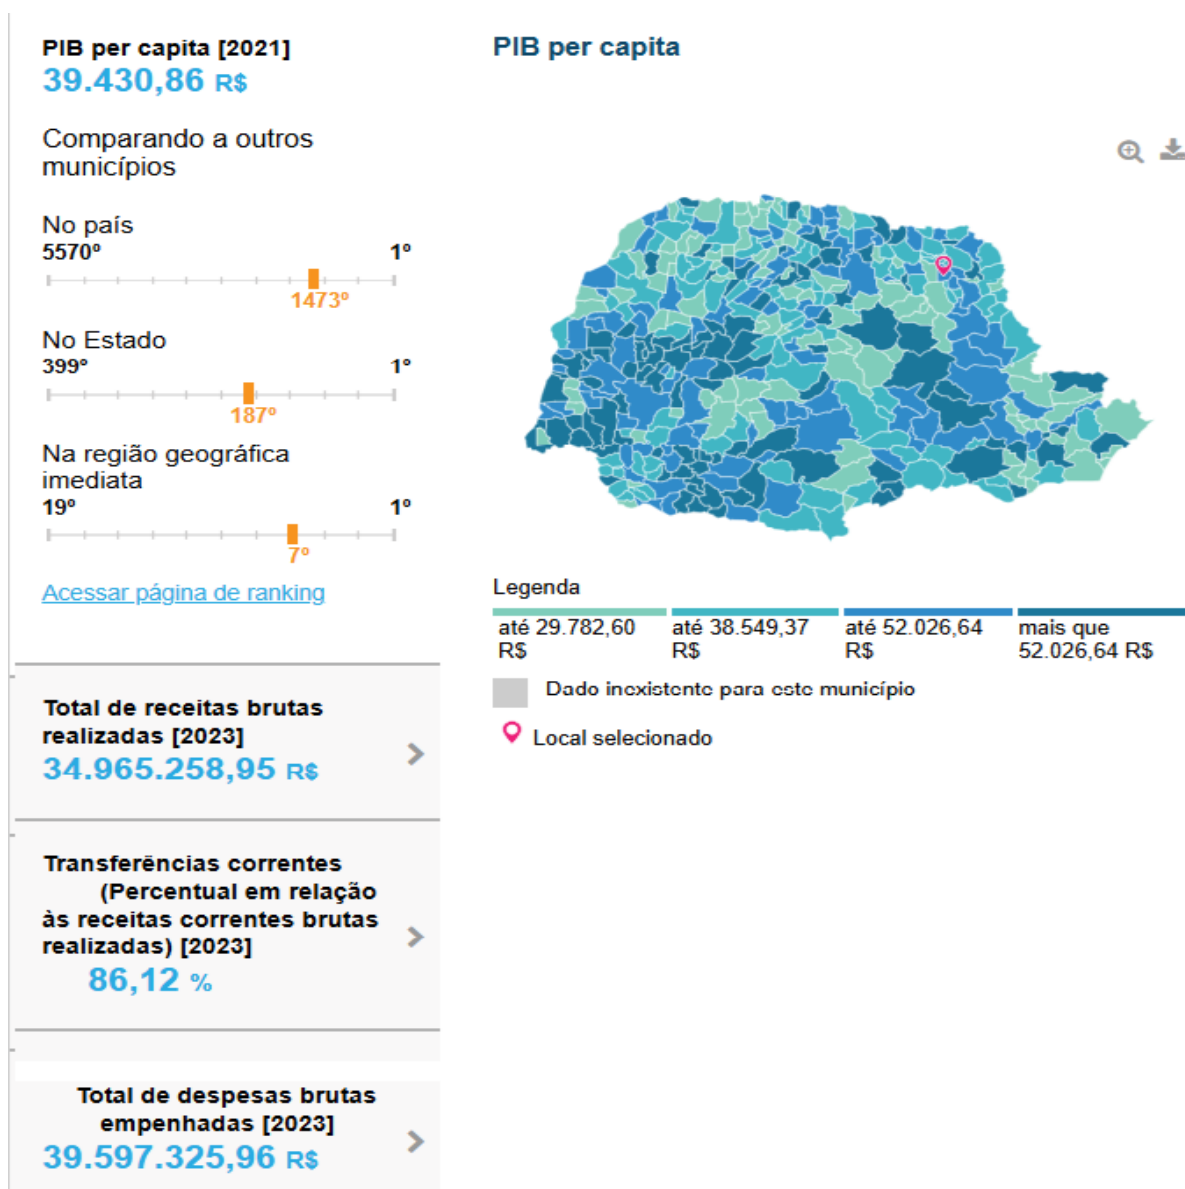 PIB per capita [2021]
39.430,86 R$
Comparando a outros
municípios
No país
5570º 1º
1473º
No Estado
399º 1º
187º
Na região geográfica
imediata
19º 1º
7º
Acessar página de ranking
Total de receitas brutas
realizadas [2023]
34.965.258,95 R$
Transferências correntes
(Percentual em relação
às receitas correntes brutas
realizadas) [2023]
86,12 %
Total de despesas brutas
empenhadas [2023]
39.597.325,96 R$
PIB per capita
Legenda
até 29.782,60
R$
até 38.549,37
R$
até 52.026,64
R$
mais que
52.026,64 R$
Dado inexistente para este município
Local selecionado